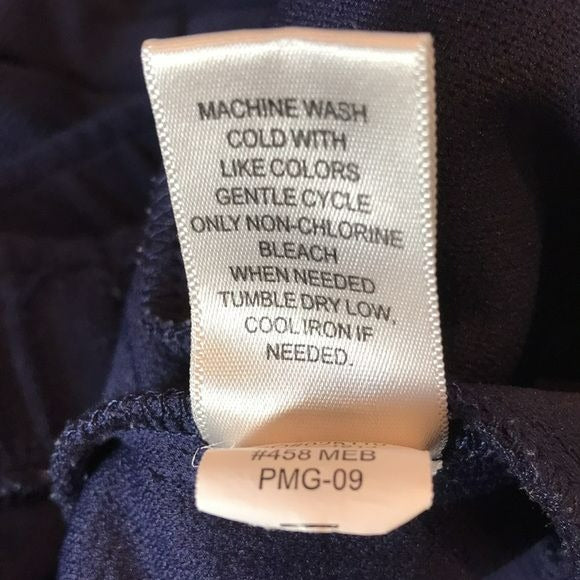 MACHINE WASH
COLD WITH
LIKE COLORS
GENTLE CYCLE
ONLY NON-CHLORINE
BLEACH
WHEN NEEDED
TUMBLE DRY LOW,
COOL IRON IF
NEEDED.
#458 MEB
PMG-09